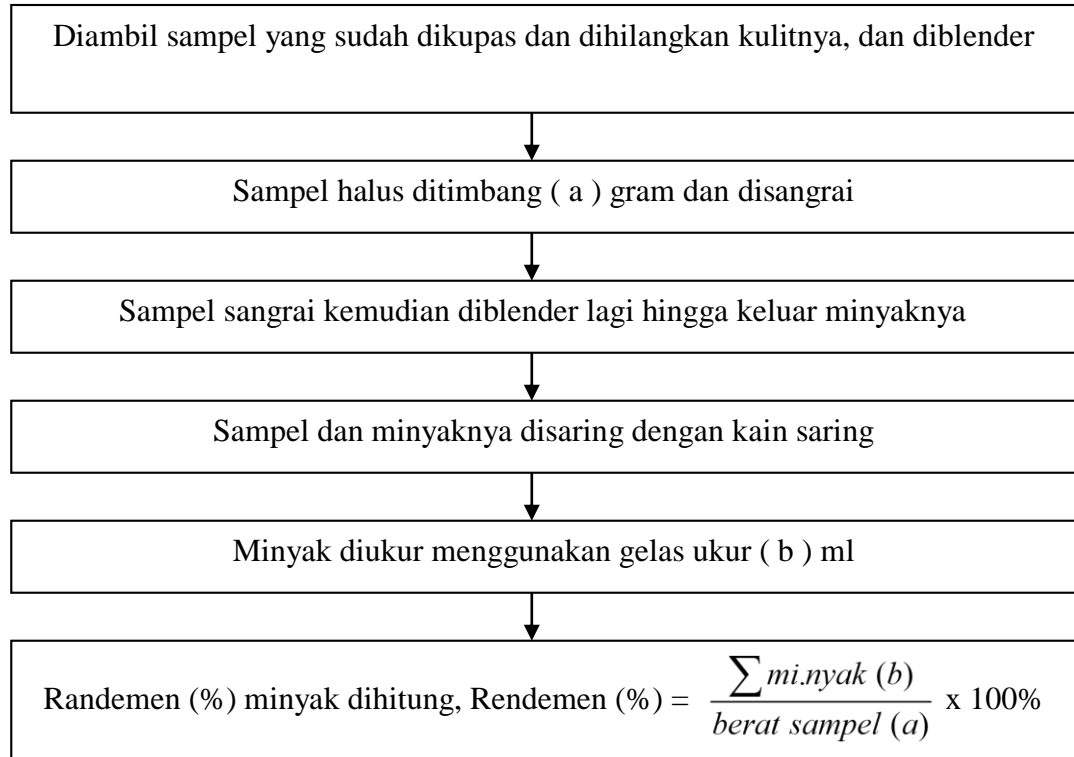 Diambil sampel yang sudah dikupas dan dihilangkan kulitnya, dan diblender
Sampel halus ditimbang ( a ) gram dan disangrai
Sampel sangrai kemudian diblender lagi hingga keluar minyaknya
Sampel dan minyaknya disaring dengan kain saring
Minyak diukur menggunakan gelas ukur ( b ) ml
Randemen (%) minyak dihitung, Rendemen (%) = ∑ mi.nyak (b) / berat sampel (a) x 100%